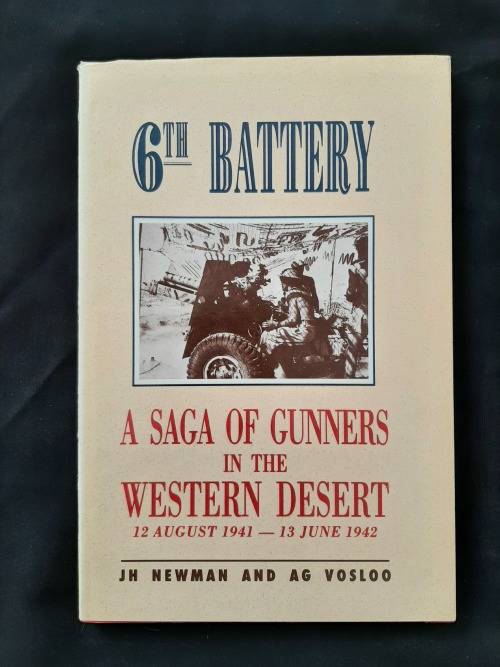 6TH BATTERY
A SAGA OF GUNNERS
IN THE
WESTERN DESERT
12 AUGUST 1941 — 13 JUNE 1942
JH NEWMAN AND AG VOSLOO